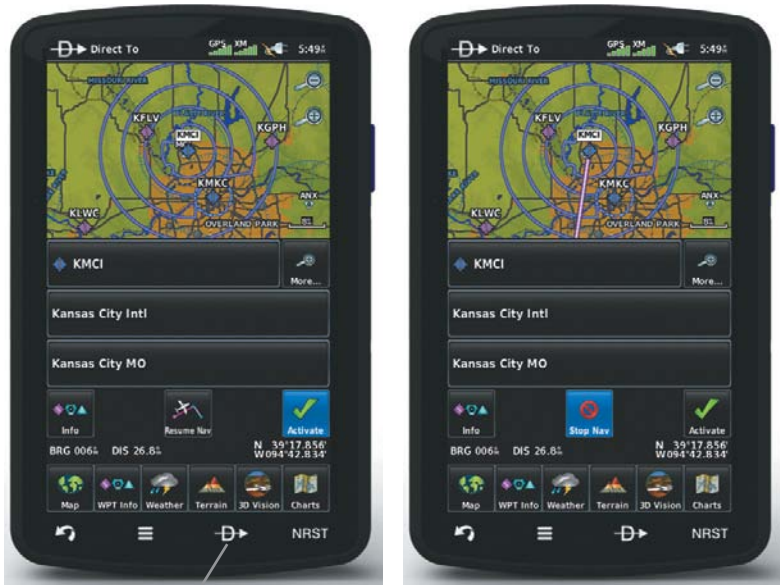 Direct To GPS XM 5:49
MISSOURI RIVER
KFLV
KGPH
KMCI
KMKC
ANX
KLWC
OVERLAND PARK
KMCI
More...
Kansas City Intl
Kansas City MO
Info
Resume Nav
Activate
BRG 006 DIS 26.8 N 39°17.856'
W094°42.834'
Map WPT Info Weather Terrain 3D Vision Charts
NRST
Direct To GPS XM 5:49
MISSOURI RIVER
KFLV
KGPH
KMCI
KMKC
ANX
KLWC
OVERLAND PARK
KMCI
More...
Kansas City Intl
Kansas City MO
Info
Stop Nav
Activate
BRG 006 DIS 26.8 N 39°17.856'
W094°42.834'
Map WPT Info Weather Terrain 3D Vision Charts
NRST